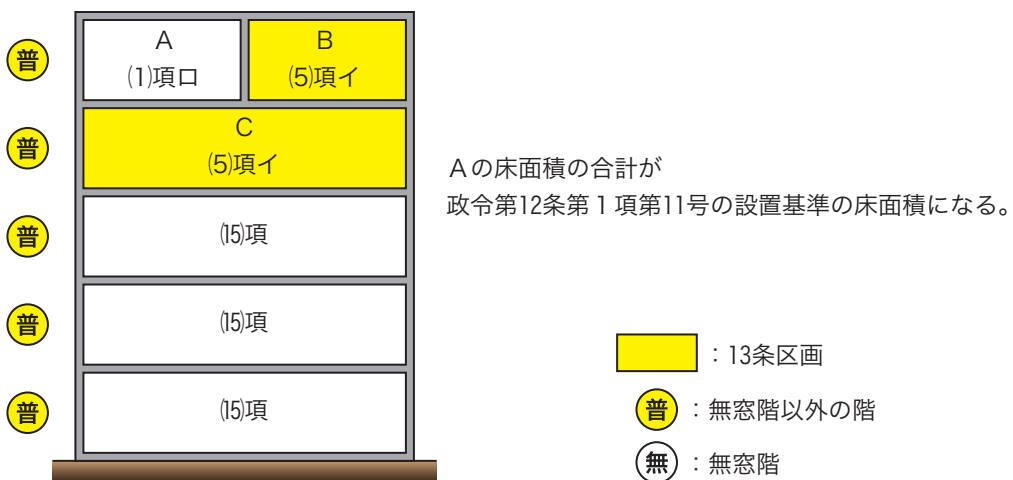 普 A B
⑴項ロ ⑸項イ
普 C
⑸項イ
Aの床面積の合計が
政令第12条第1項第11号の設置基準の床面積になる。
普 ⒂項
普 ⒂項
普 ⒂項
：13条区画
普：無窓階以外の階
無：無窓階